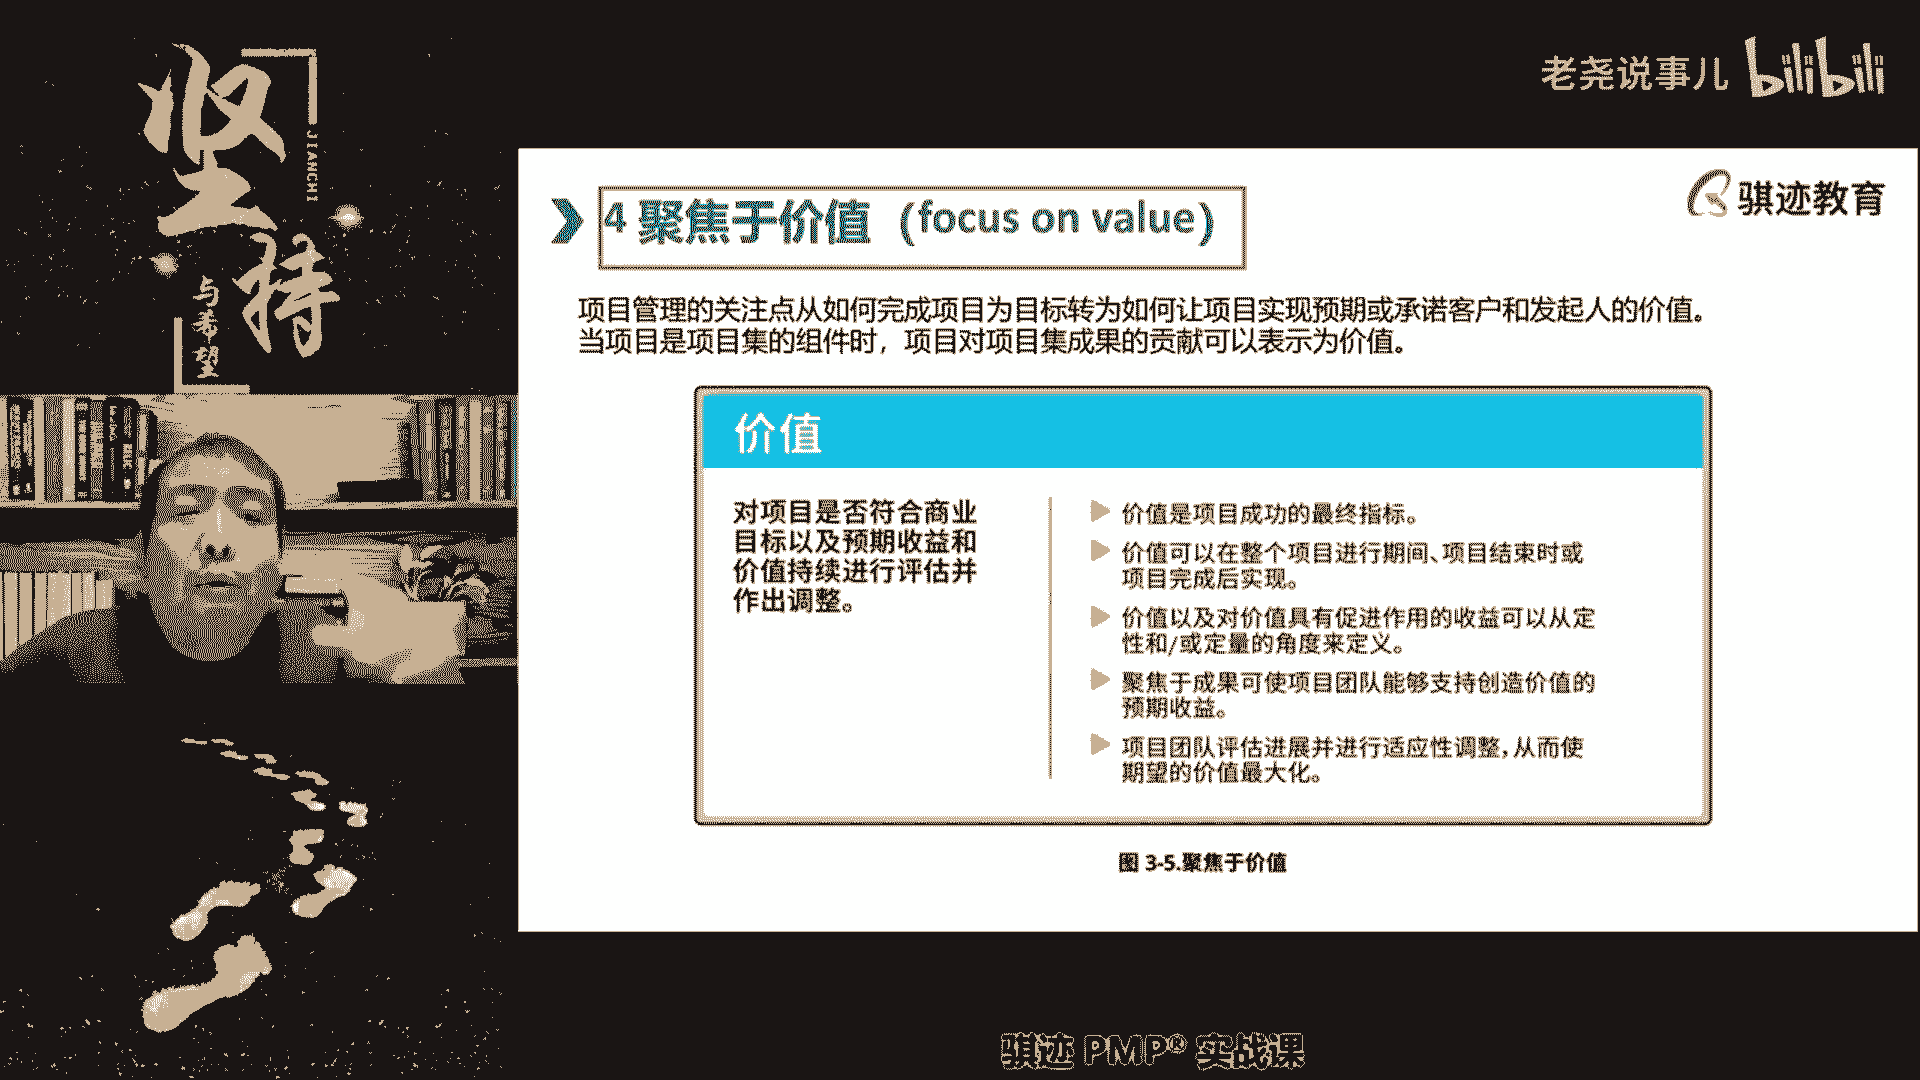 坚持
JIANCHI
与希望
老尧说事儿 bilibili
骐迹教育
4 聚焦于价值（focus on value）
项目管理的关注点从如何完成项目为目标转为如何让项目实现预期或承诺客户和发起人的价值。
当项目是项目集的组件时，项目对项目集成果的贡献可以表示为价值。
价值
对项目是否符合商业
目标以及预期收益和
价值持续进行评估并
作出调整。
价值是项目成功的最终指标。
价值可以在整个项目进行期间、项目结束时或
项目完成后实现。
价值以及对价值具有促进作用的收益可以从定
性和/或定量的角度来定义。
聚焦于成果可使项目团队能够支持创造价值的
预期收益。
项目团队评估进展并进行适应性调整，从而使
期望的价值最大化。
图 3-5.聚焦于价值
骐迹 PMP® 实战课